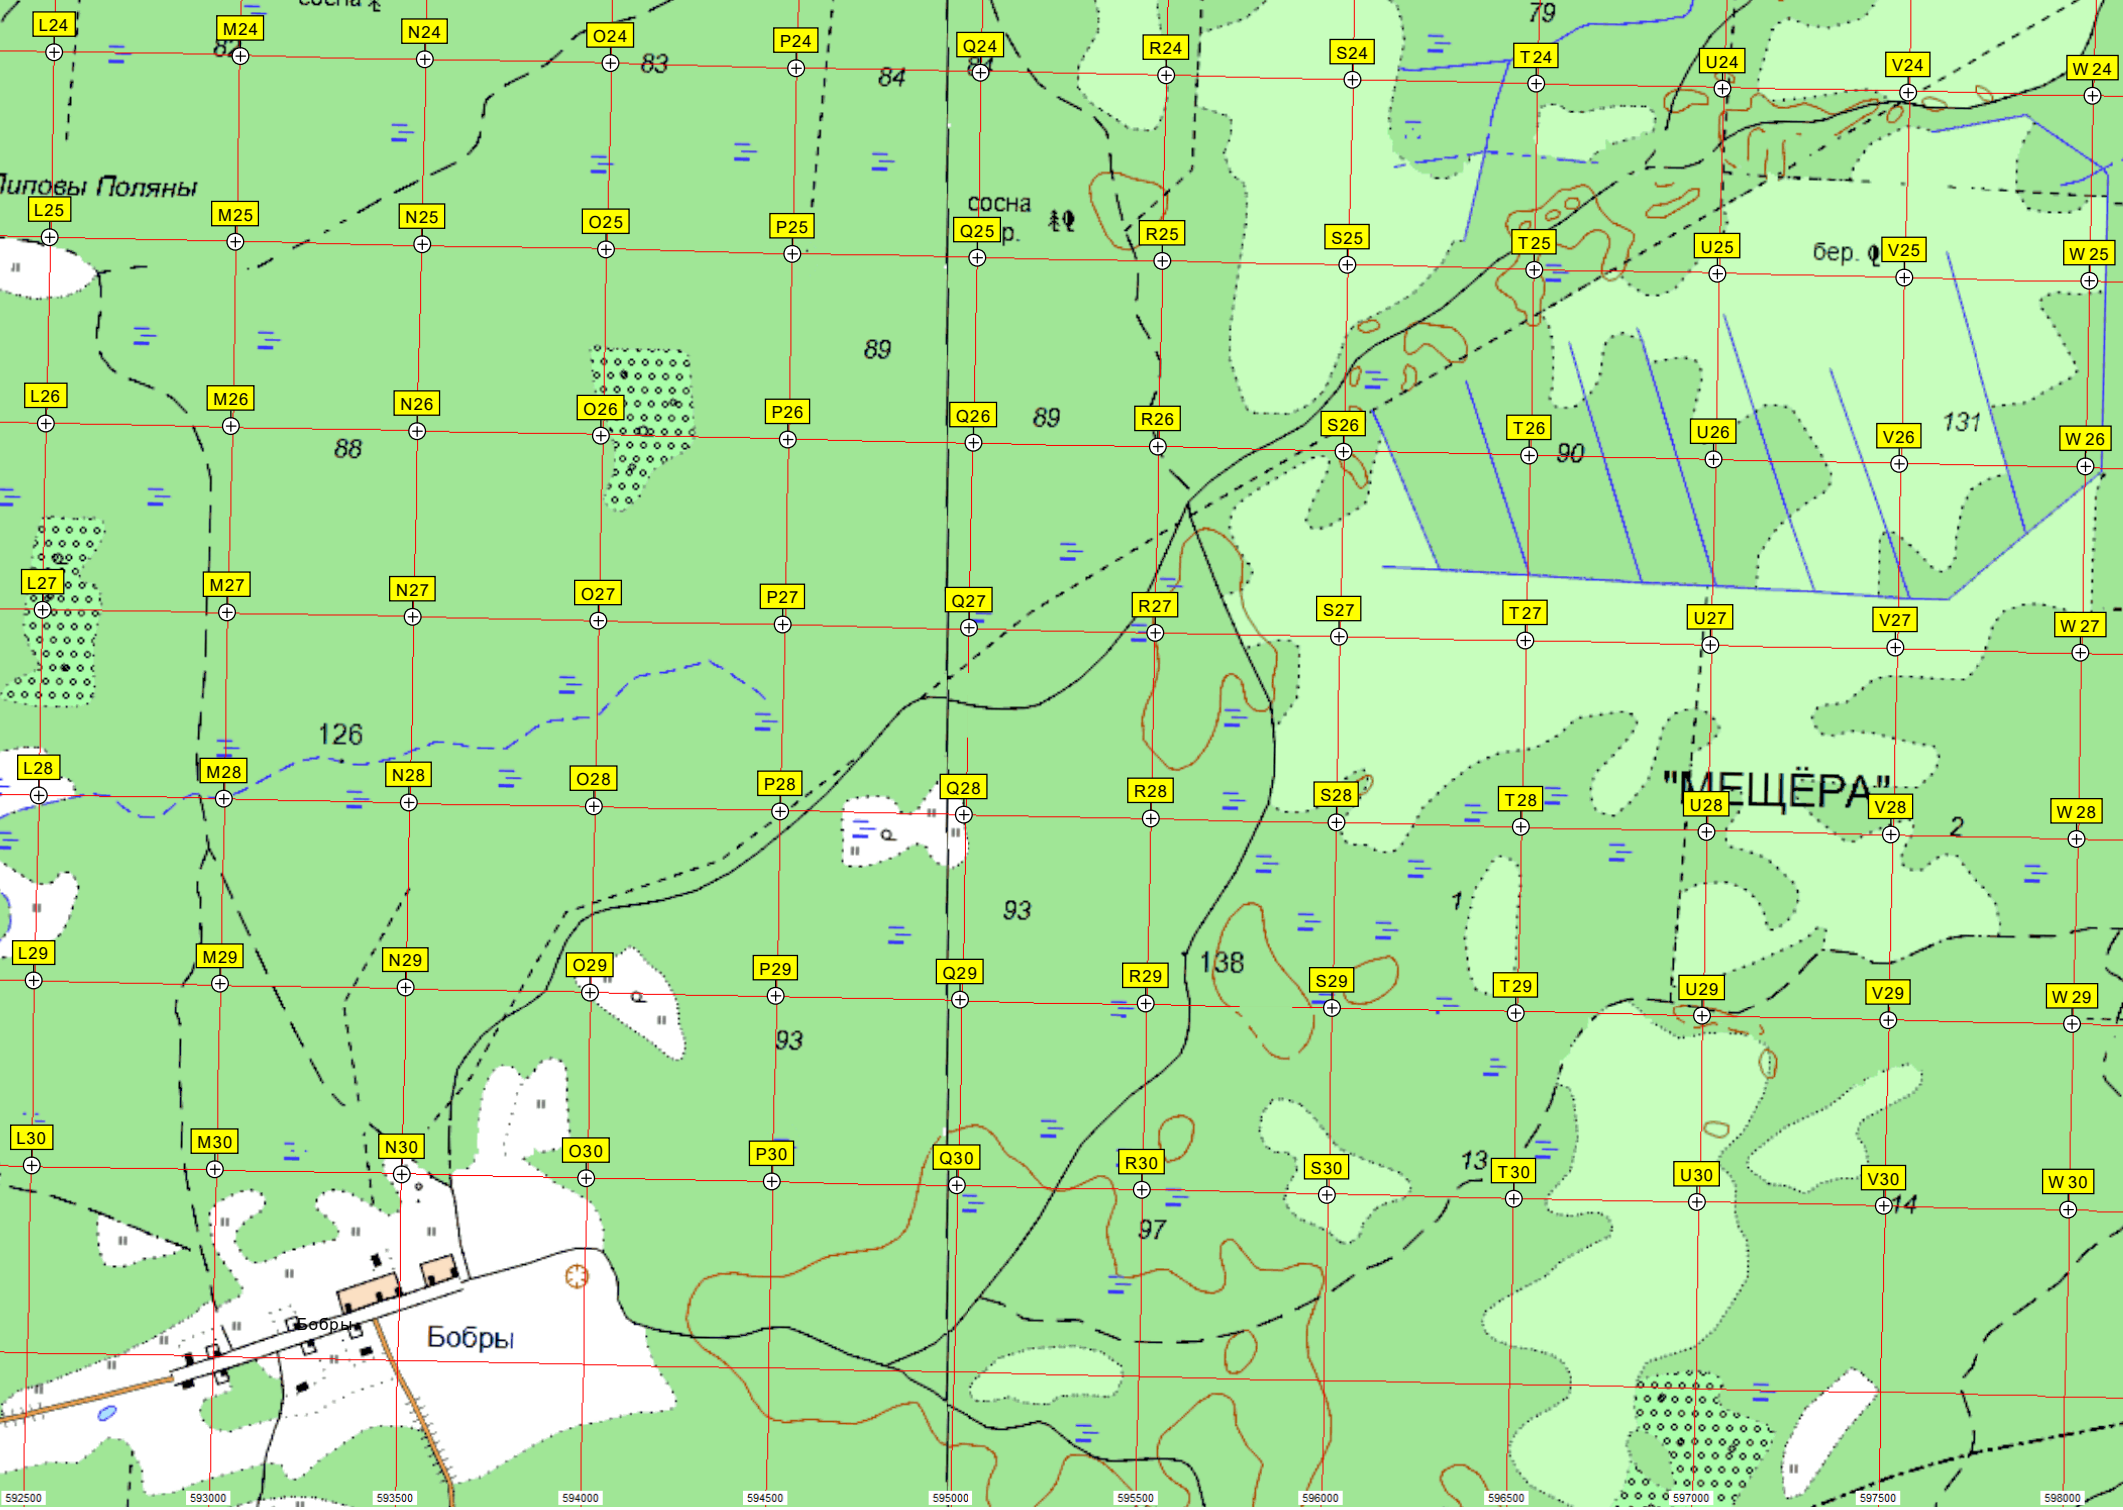 сосна
79
L24 M24 N24 O24 P24 Q24 R24 S24 T24 U24 V24 W24
82 83 84
Липовы Поляны
сосна
р.
бер.
L25 M25 N25 O25 P25 Q25 R25 S25 T25 U25 V25 W25
89
L26 M26 N26 O26 P26 Q26 R26 S26 T26 U26 V26 W26
88 89 90 131
L27 M27 N27 O27 P27 Q27 R27 S27 T27 U27 V27 W27
126
"МЕЩЁРА"
L28 M28 N28 O28 P28 Q28 R28 S28 T28 U28 V28 W28
2
93 1
138
L29 M29 N29 O29 P29 Q29 R29 S29 T29 U29 V29 W29
93
L30 M30 N30 O30 P30 Q30 R30 S30 T30 U30 V30 W30
13 14
97
Бобры
Бобры
592500 593000 593500 594000 594500 595000 595500 596000 596500 597000 597500 598000